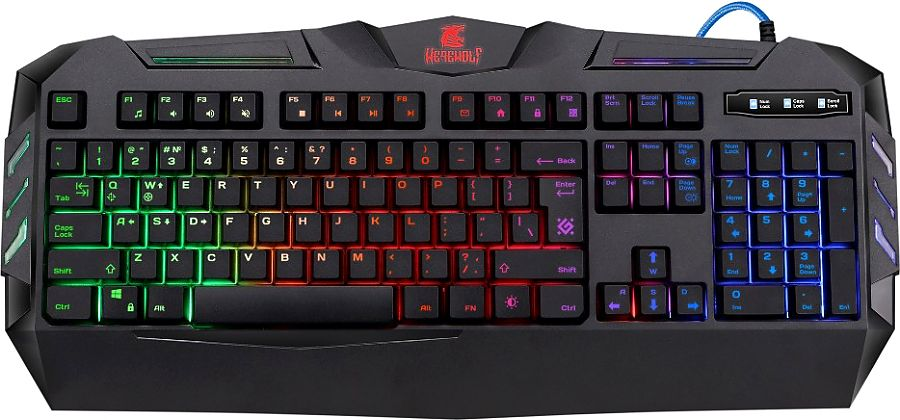 WEREWOLF
ESC F1 F2 F3 F4 F5 F6 F7 F8 F9 F10 F11 F12 Prt Scrn Scroll Lock Pause Break
Num Lock Caps Lock Scroll Lock
~ ` ! 1 @ " 2 # № 3 $ ; 4 % 5 ^ : 6 & ? 7 * 8 ( 9 ) 0 _ - + = ← Back Ins Home Page Up Num Lock / * -
Tab Q W E R T Y U I O P { [ } ] Enter Del End Page Down 7 Home 8 9 Page Up +
Caps Lock A S D F G H J K L : ; " ' | \ 4 5 6
Shift Z X C V B N M < , > . ? / Shift W 1 End 2 3 Page Down
Ctrl Alt Alt FN Ctrl A S D 0 Ins . Del Ent